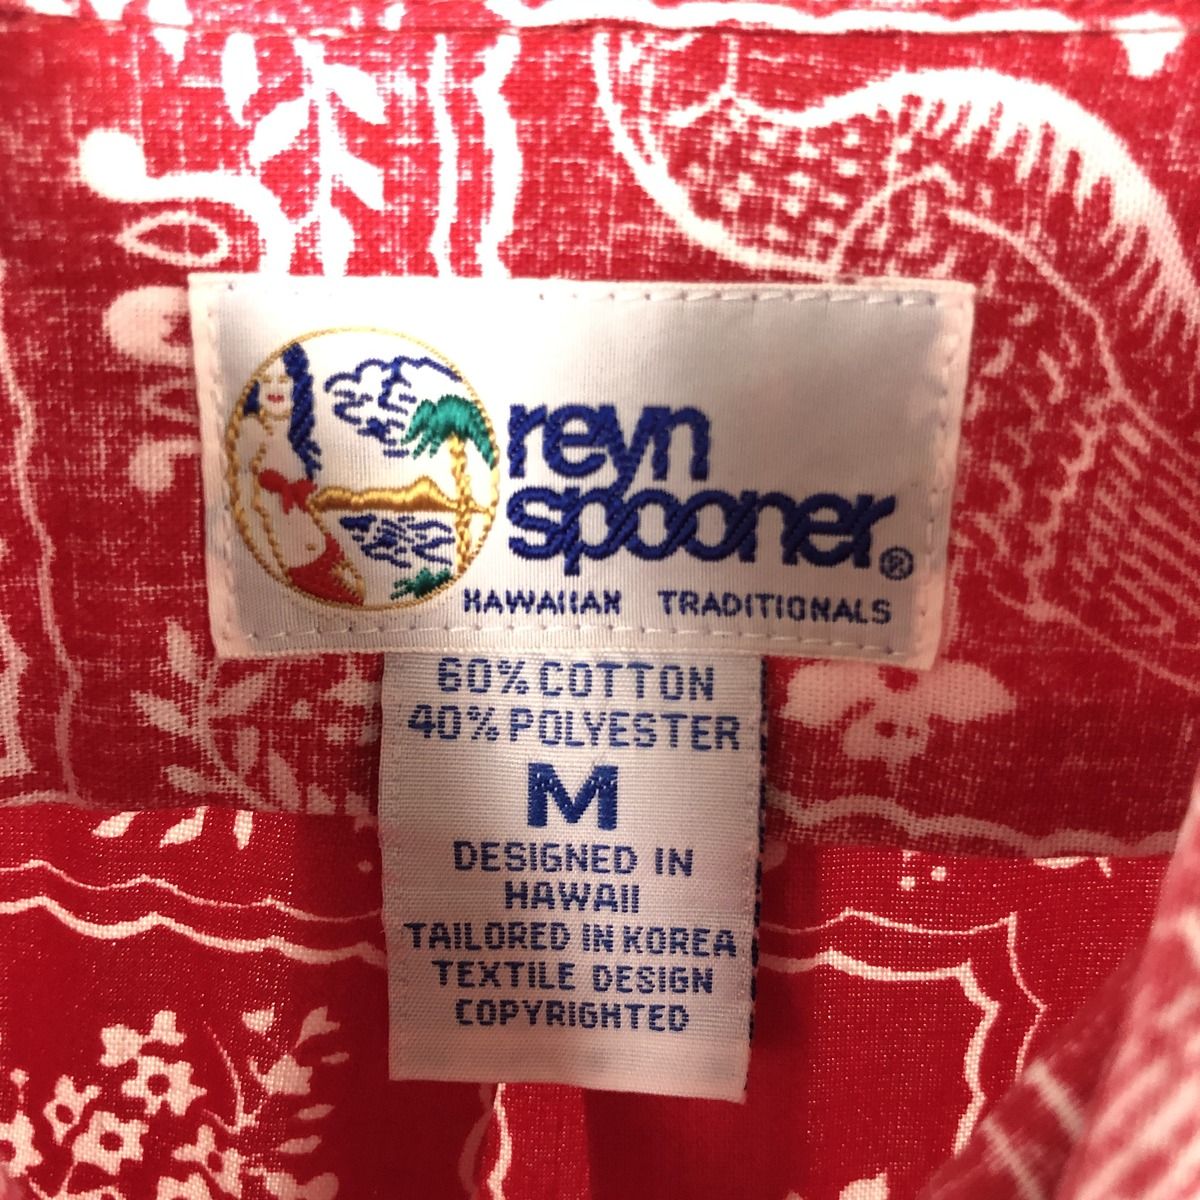 reyn
spooner®
HAWAIIAN TRADITIONALS
60% COTTON
40% POLYESTER
M
DESIGNED IN
HAWAII
TAILORED IN KOREA
TEXTILE DESIGN
COPYRIGHTED